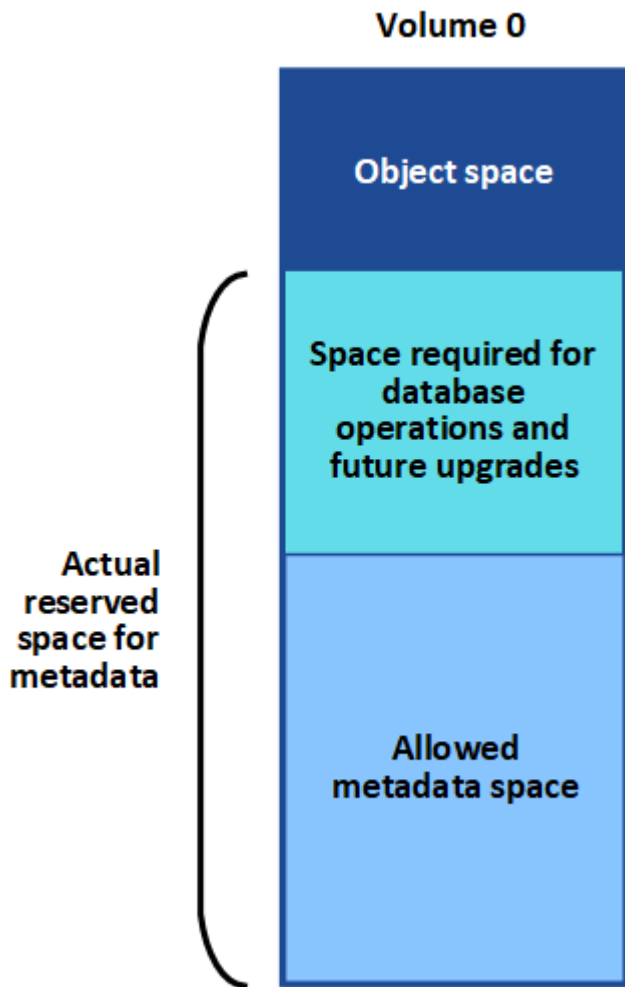 Volume 0
Object space
Space required for
database
operations and
future upgrades
Actual
reserved
space for
metadata
Allowed
metadata space